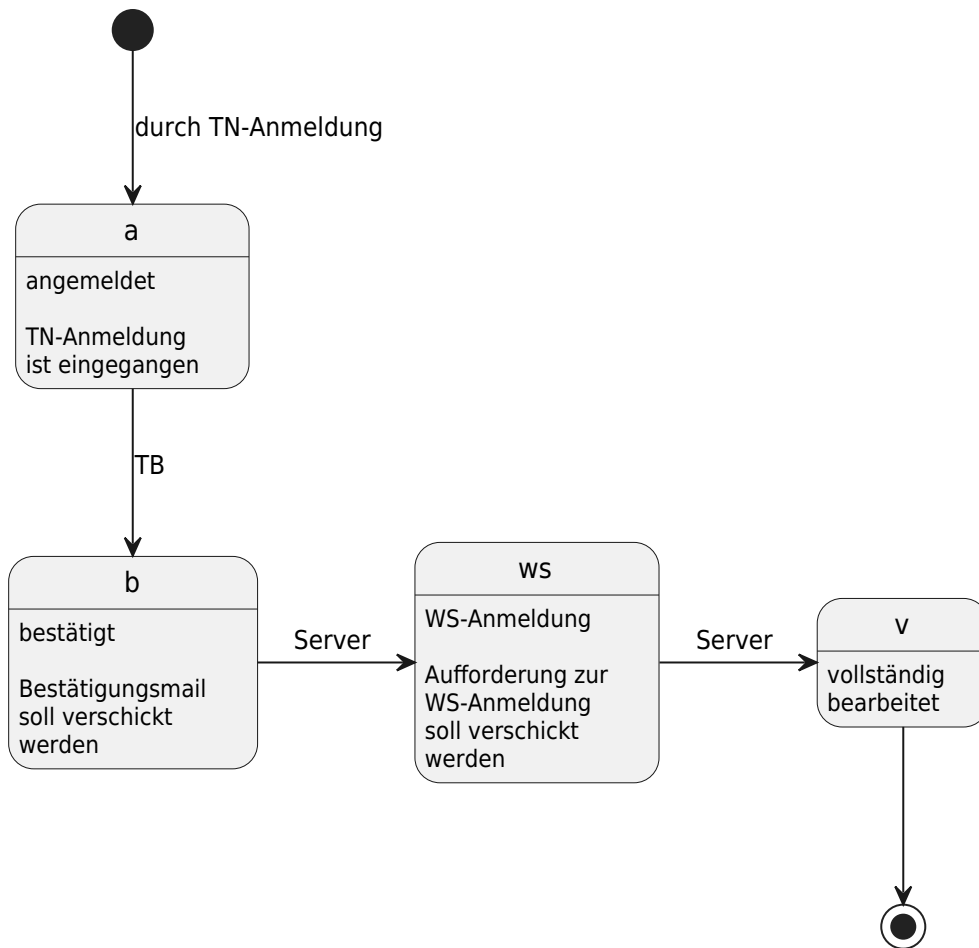 durch TN-Anmeldung
a
angemeldet
TN-Anmeldung
ist eingegangen
TB
b
bestätigt
Bestätigungsmail
soll verschickt
werden
Server
ws
WS-Anmeldung
Aufforderung zur
WS-Anmeldung
soll verschickt
werden
Server
v
vollständig
bearbeitet